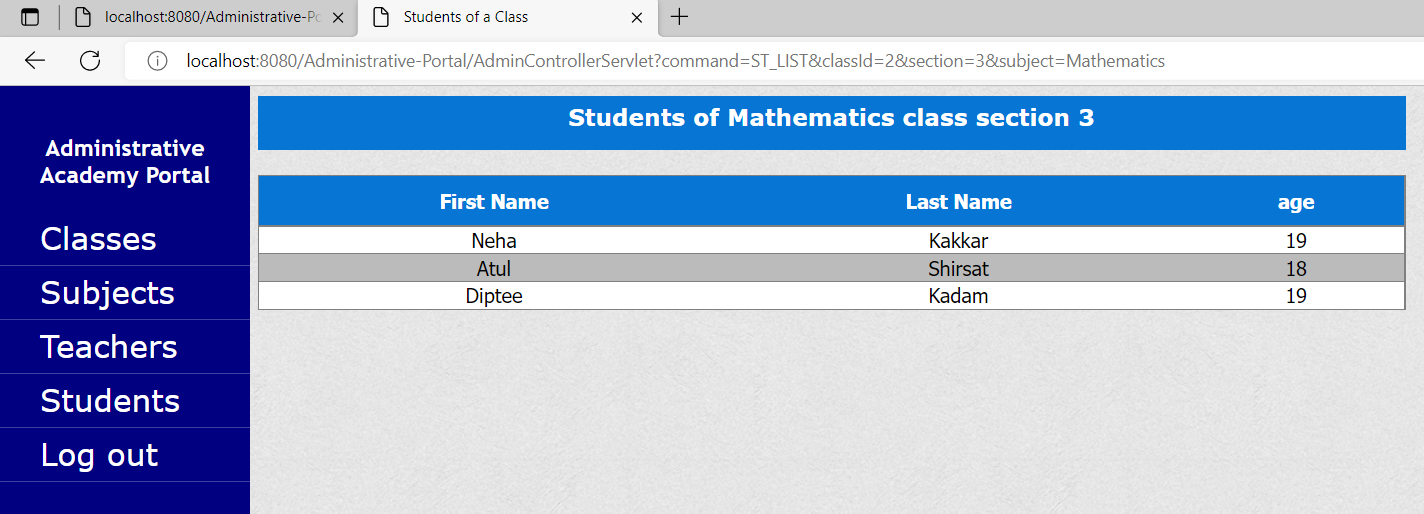 localhost:8080/Administrative-Po
Students of a Class
localhost:8080/Administrative-Portal/AdminControllerServlet?command=ST_LIST&classId=2&section=3&subject=Mathematics
Administrative
Academy Portal
Classes
Subjects
Teachers
Students
Log out
Students of Mathematics class section 3
First Name Last Name age
Neha Kakkar 19
Atul Shirsat 18
Diptee Kadam 19